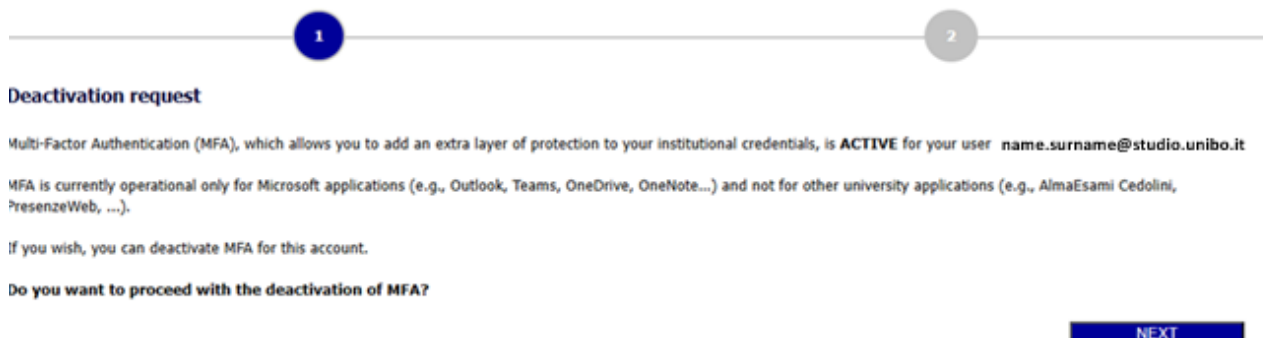 1
2
Deactivation request
Multi-Factor Authentication (MFA), which allows you to add an extra layer of protection to your institutional credentials, is ACTIVE for your user name.surname@studio.unibo.it
MFA is currently operational only for Microsoft applications (e.g., Outlook, Teams, OneDrive, OneNote...) and not for other university applications (e.g., AlmaEsami Cedolini,
PresenzeWeb, ...).
If you wish, you can deactivate MFA for this account.
Do you want to proceed with the deactivation of MFA?
NEXT